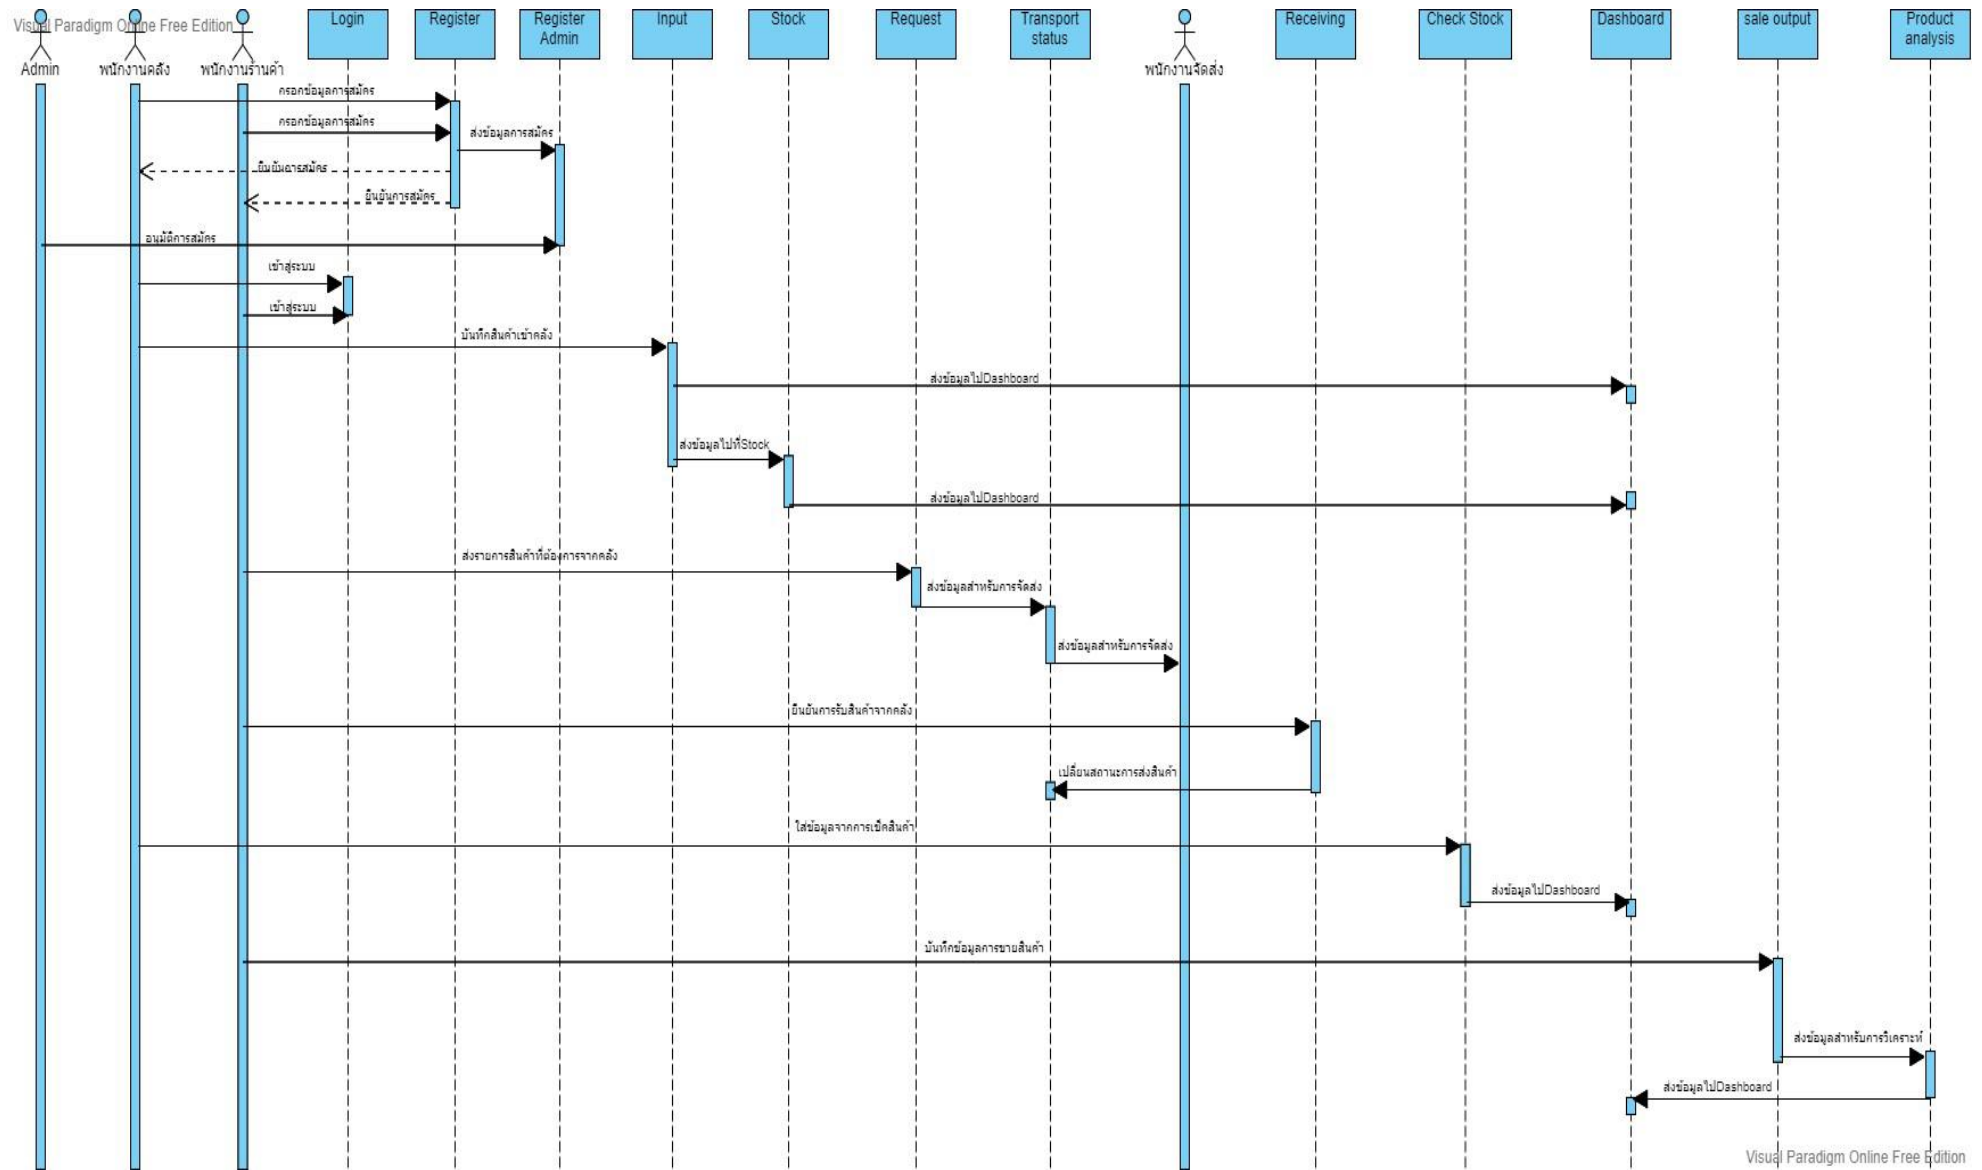 Visual Paradigm Online Free Edition
Login
Register
Register
Admin
Input
Stock
Request
Transport
status
Receiving
Check Stock
Dashboard
sale output
Product
analysis
Admin
พนักงานคลัง
พนักงานร้านค้า
พนักงานจัดส่ง
กรอกข้อมูลการสมัคร
กรอกข้อมูลการสมัคร
ส่งข้อมูลการสมัคร
ยืนยันการสมัคร
ยืนยันการสมัคร
อนุมัติการสมัคร
เข้าสู่ระบบ
เข้าสู่ระบบ
บันทึกสินค้าเข้าคลัง
ส่งข้อมูลไปDashboard
ส่งข้อมูลไปที่Stock
ส่งข้อมูลไปDashboard
ส่งรายการสินค้าที่ต้องการจากคลัง
ส่งข้อมูลสำหรับการจัดส่ง
ส่งข้อมูลสำหรับการจัดส่ง
ยืนยันการรับสินค้าจากคลัง
เปลี่ยนสถานะการส่งสินค้า
ใส่ข้อมูลจากการเช็คสินค้า
ส่งข้อมูลไปDashboard
บันทึกข้อมูลการขายสินค้า
ส่งข้อมูลสำหรับการวิเคราะห์
ส่งข้อมูลไปDashboard
Visual Paradigm Online Free Edition